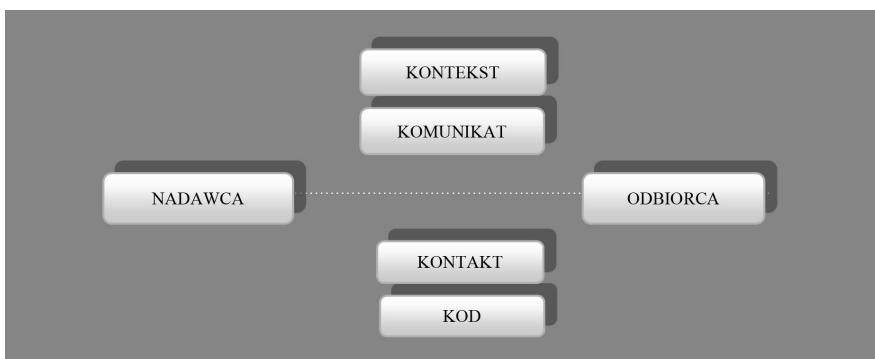 KONTEKST
KOMUNIKAT
NADAWCA
ODBIORCA
KONTAKT
KOD